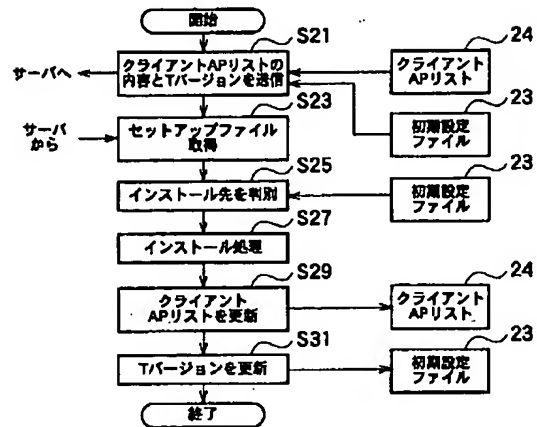 開始
S21
クライアントAPリストの
内容とTバージョンを送信
サーバへ
24
クライアント
APリスト
S23
セットアップファイル
取得
サーバ
から
23
初期設定
ファイル
S25
インストール先を判別
23
初期設定
ファイル
S27
インストール処理
S29
クライアント
APリストを更新
24
クライアント
APリスト
S31
Tバージョンを更新
23
初期設定
ファイル
終了